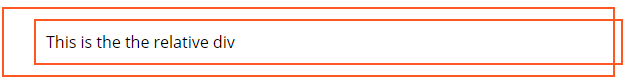 This is the the relative div